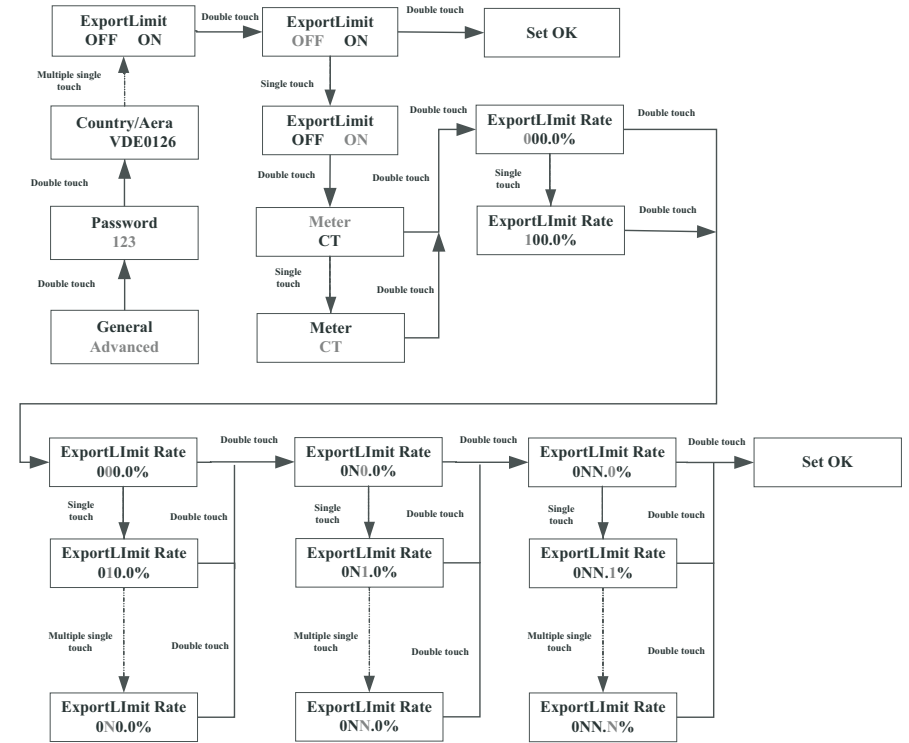 ExportLimit
OFF ON
Double touch
ExportLimit
OFF ON
Double touch
Set OK
Multiple single
touch
Single touch
Country/Aera
VDE0126
ExportLimit
OFF ON
Double touch
ExportLImit Rate
000.0%
Double touch
Double touch
Double touch
Double touch
Single
touch
Password
123
Meter
CT
ExportLImit Rate
100.0%
Double touch
Double touch
Single
touch
Double touch
General
Advanced
Meter
CT
ExportLImit Rate
000.0%
Double touch
ExportLImit Rate
0N0.0%
Double touch
ExportLImit Rate
0NN.0%
Double touch
Set OK
Single
touch
Double touch
Single
touch
Double touch
Single
touch
Double touch
ExportLImit Rate
010.0%
ExportLImit Rate
0N1.0%
ExportLImit Rate
0NN.1%
Multiple single
touch
Double touch
Multiple single
touch
Double touch
Multiple single
touch
Double touch
ExportLImit Rate
0N0.0%
ExportLImit Rate
0NN.0%
ExportLImit Rate
0NN.N%